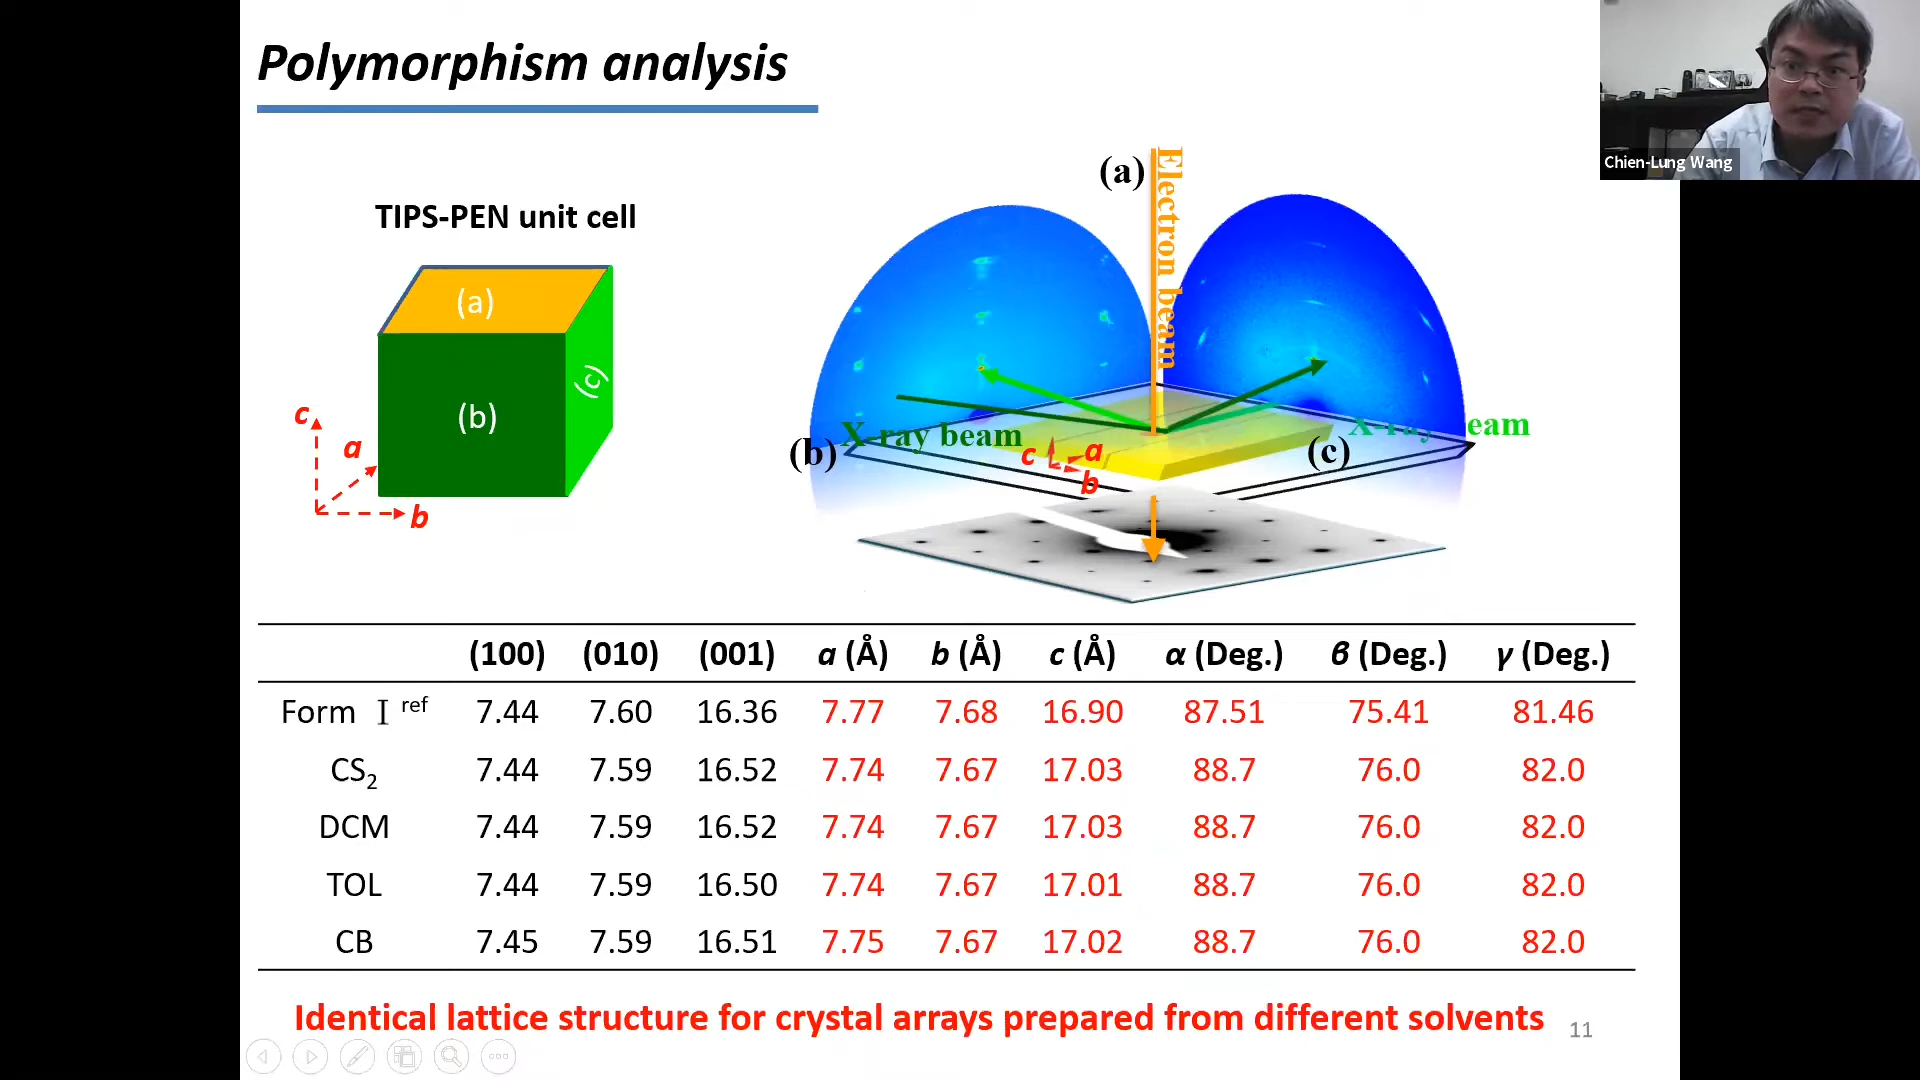 Polymorphism analysis
Chien-Lung Wang
TIPS-PEN unit cell
(a)
(b)
(c)
c
a
b
(a)
Electron beam
X-ray beam
X-ray beam
(b)
(c)
c
a
b
(100) (010) (001) a (Å) b (Å) c (Å) α (Deg.) β (Deg.) γ (Deg.)
Form Ⅰ ref 7.44 7.60 16.36 7.77 7.68 16.90 87.51 75.41 81.46
CS2 7.44 7.59 16.52 7.74 7.67 17.03 88.7 76.0 82.0
DCM 7.44 7.59 16.52 7.74 7.67 17.03 88.7 76.0 82.0
TOL 7.44 7.59 16.50 7.74 7.67 17.01 88.7 76.0 82.0
CB 7.45 7.59 16.51 7.75 7.67 17.02 88.7 76.0 82.0
Identical lattice structure for crystal arrays prepared from different solvents
11